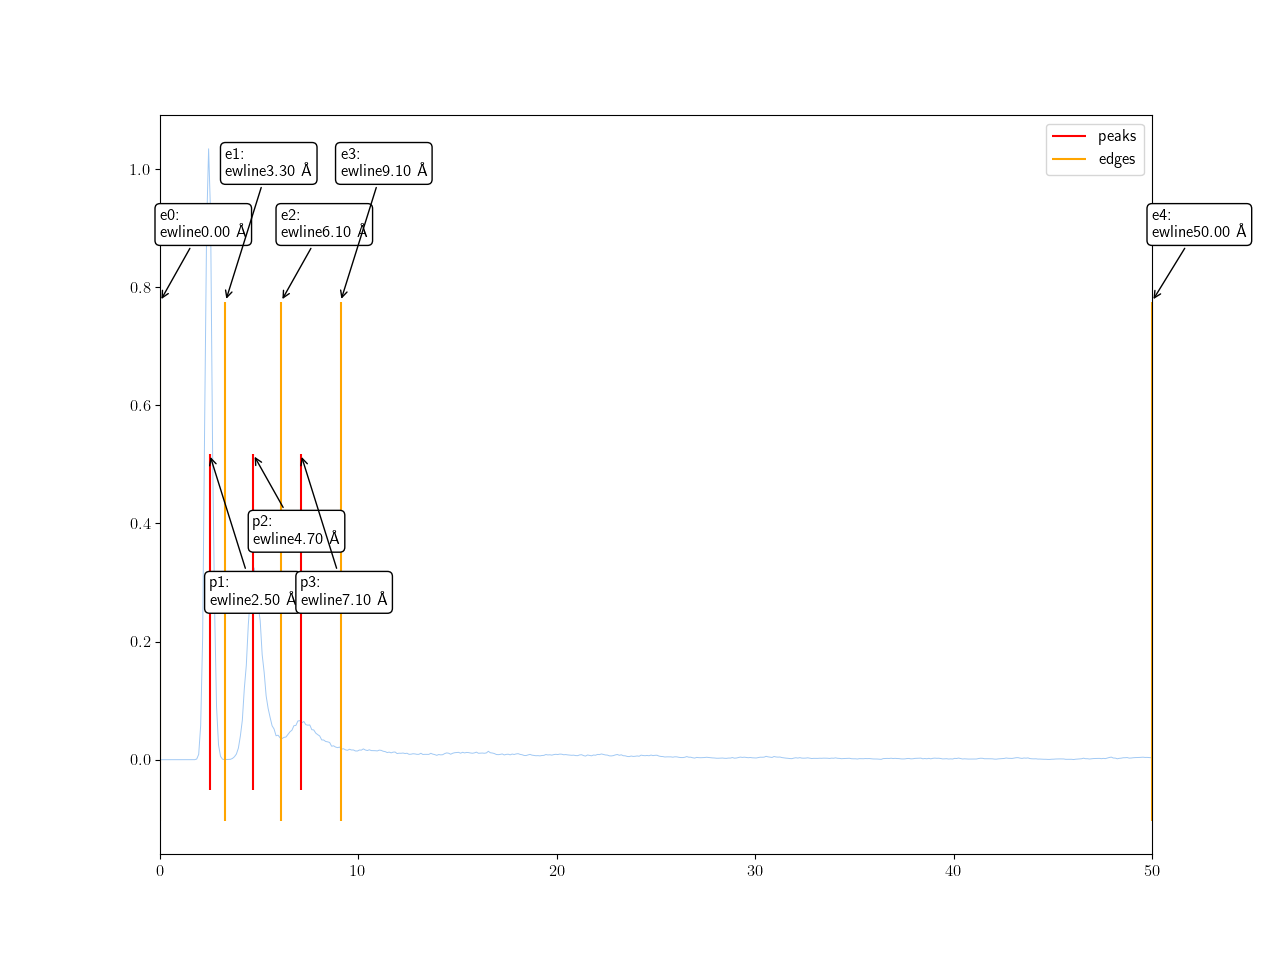 peaks
edges
e1:
ewline3.30 Å
e3:
ewline9.10 Å
e0:
ewline0.00 Å
e2:
ewline6.10 Å
e4:
ewline50.00 Å
p2:
ewline4.70 Å
p1:
ewline2.50 Å
p3:
ewline7.10 Å
1.0
0.8
0.6
0.4
0.2
0.0
0
10
20
30
40
50